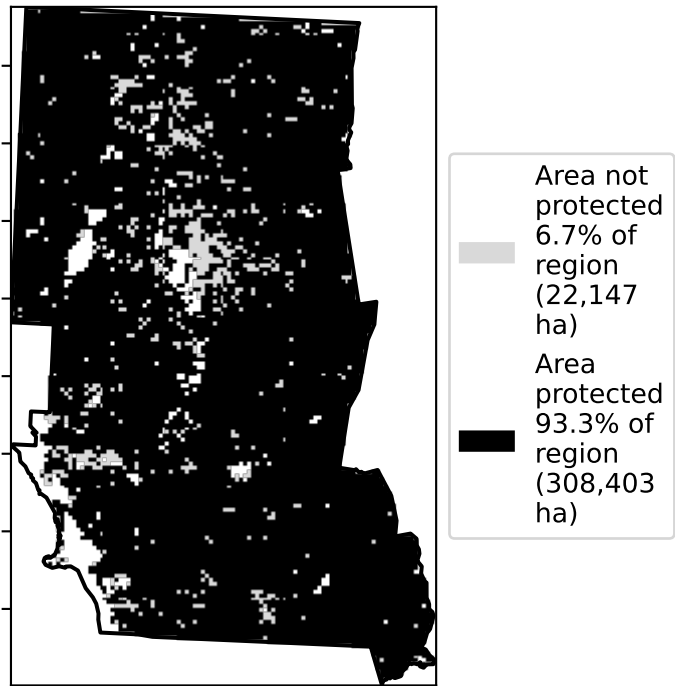 Area not
protected
6.7% of
region
(22,147
ha)
Area
protected
93.3% of
region
(308,403
ha)